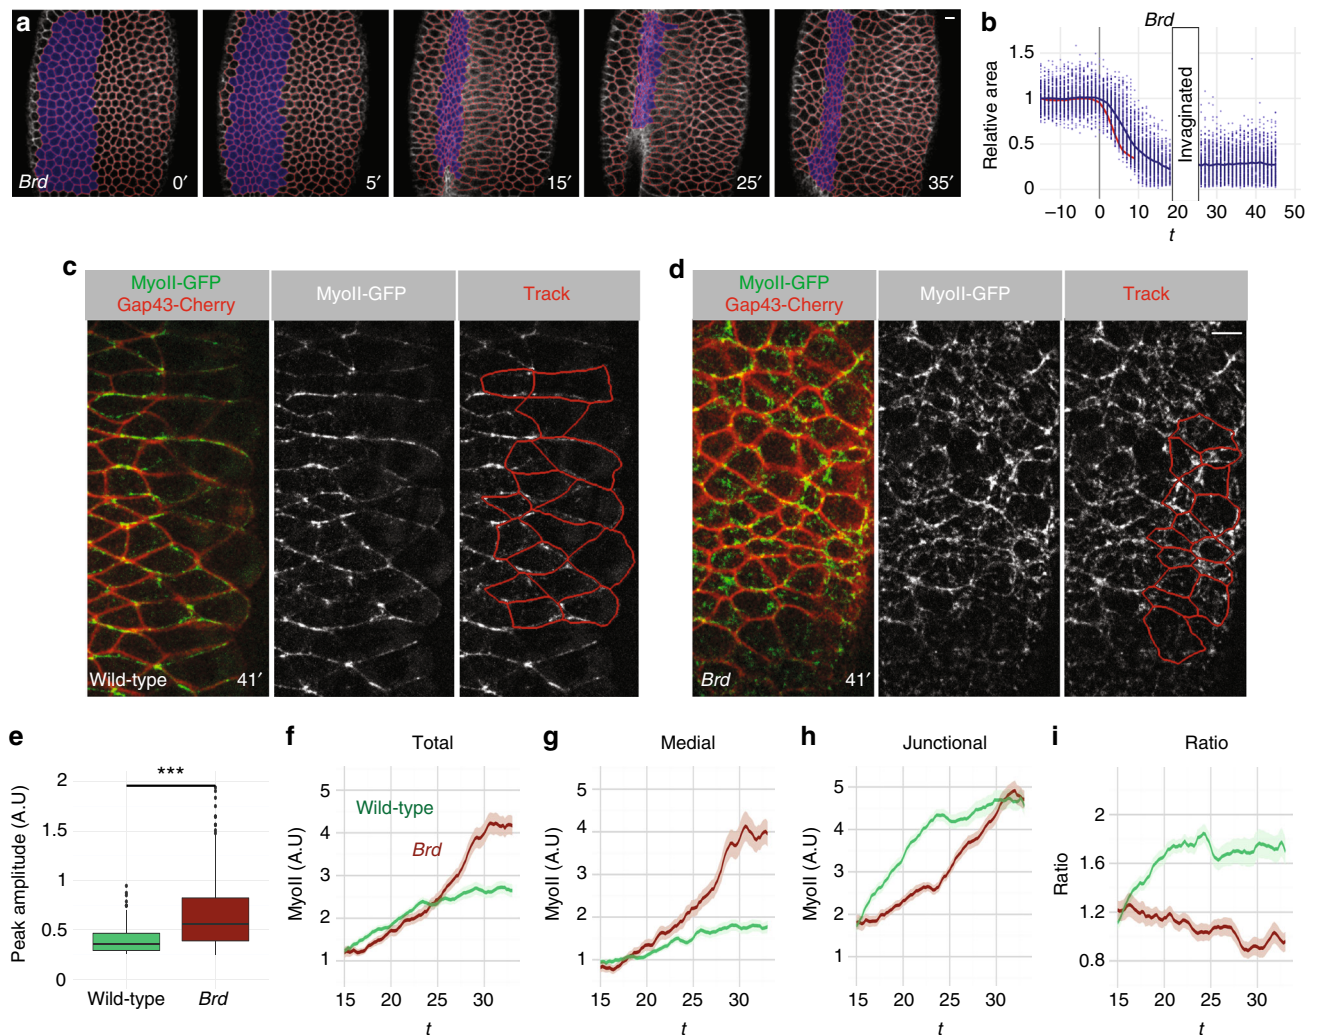 a
Brd
0′
5′
15′
25′
35′
b
Brd
Relative area
1.5
1
0.5
0
Invaginated
–10
0
10
20
30
40
50
t
c
MyoII-GFP
Gap43-Cherry
MyoII-GFP
Track
Wild-type
41′
d
MyoII-GFP
Gap43-Cherry
MyoII-GFP
Track
Brd
41′
e
Peak amplitude (A.U)
2
1.5
1
0.5
0
***
Wild-type
Brd
f
Total
MyoII (A.U)
5
4
3
2
1
Wild-type
Brd
15
20
25
30
t
g
Medial
MyoII (A.U)
5
4
3
2
1
15
20
25
30
t
h
Junctional
MyoII (A.U)
5
4
3
2
1
15
20
25
30
t
i
Ratio
Ratio
2
1.6
1.2
0.8
15
20
25
30
t